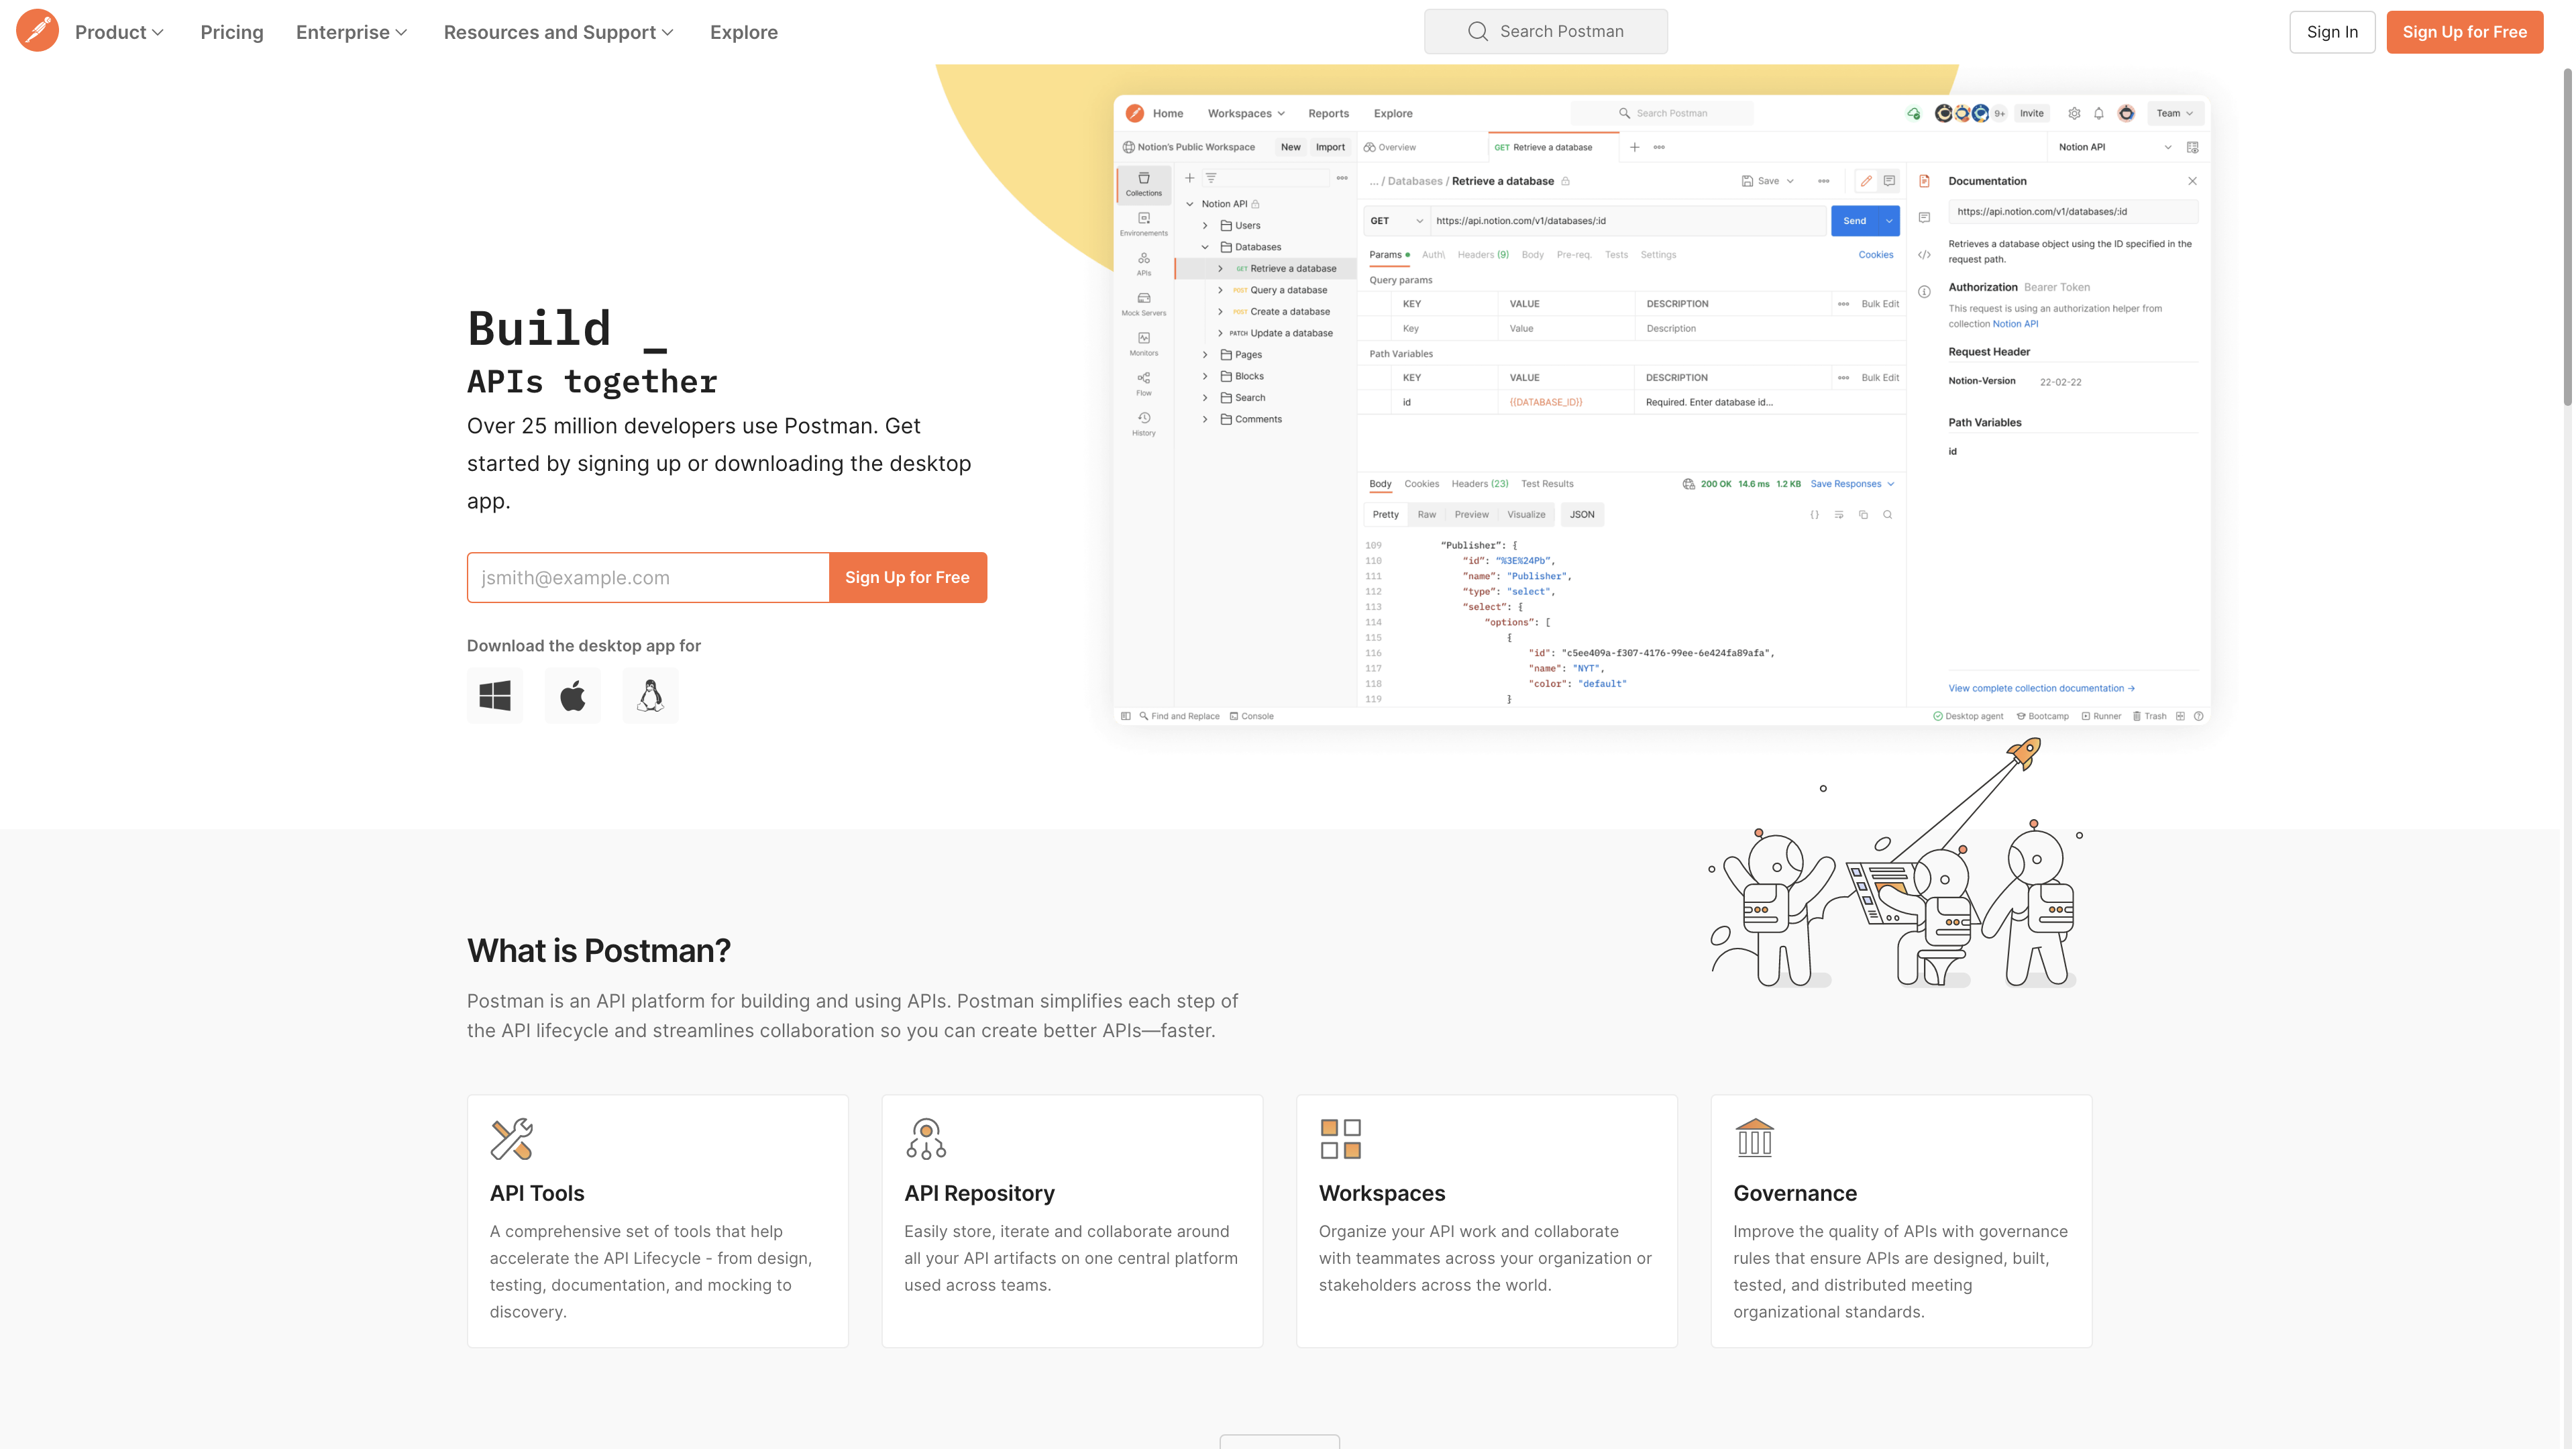 Product
Pricing
Enterprise
Resources and Support
Explore
Search Postman
Sign In
Sign Up for Free
Build _
APIs together
Over 25 million developers use Postman. Get
started by signing up or downloading the desktop
app.
jsmith@example.com
Sign Up for Free
Download the desktop app for
Home
Workspaces
Reports
Explore
Search Postman
9+
Invite
Team
Notion's Public Workspace
New
Import
Overview
GET Retrieve a database
Notion API
Collections
Environements
APIs
Mock Servers
Monitors
Flow
History
Notion API
Users
Databases
GET Retrieve a database
POST Query a database
POST Create a database
PATCH Update a database
Pages
Blocks
Search
Comments
... / Databases / Retrieve a database
Save
GET
https://api.notion.com/v1/databases/:id
Send
Params
Auth\
Headers (9)
Body
Pre-req.
Tests
Settings
Cookies
Query params
KEY VALUE DESCRIPTION
Bulk Edit
Key Value Description
Path Variables
KEY VALUE DESCRIPTION
Bulk Edit
id {{DATABASE_ID}} Required. Enter database id...
Body
Cookies
Headers (23)
Test Results
200 OK 14.6 ms 1.2 KB
Save Responses
Pretty
Raw
Preview
Visualize
JSON
109 “Publisher”: {
110 “id”: “%3E%24Pb”,
111 ”name”: "Publisher",
112 “type”: "select",
113 “select”: {
114 “options”: [
115 {
116 "id": "c5ee409a-f307-4176-99ee-6e424fa89afa",
117 "name": "NYT",
118 "color": "default"
119 }
Documentation
https://api.notion.com/v1/databases/:id
Retrieves a database object using the ID specified in the
request path.
Authorization Bearer Token
This request is using an authorization helper from
collection Notion API
Request Header
Notion-Version 22-02-22
Path Variables
id
View complete collection documentation →
Find and Replace
Console
Desktop agent
Bootcamp
Runner
Trash
What is Postman?
Postman is an API platform for building and using APIs. Postman simplifies each step of
the API lifecycle and streamlines collaboration so you can create better APIs—faster.
API Tools
A comprehensive set of tools that help
accelerate the API Lifecycle - from design,
testing, documentation, and mocking to
discovery.
API Repository
Easily store, iterate and collaborate around
all your API artifacts on one central platform
used across teams.
Workspaces
Organize your API work and collaborate
with teammates across your organization or
stakeholders across the world.
Governance
Improve the quality of APIs with governance
rules that ensure APIs are designed, built,
tested, and distributed meeting
organizational standards.